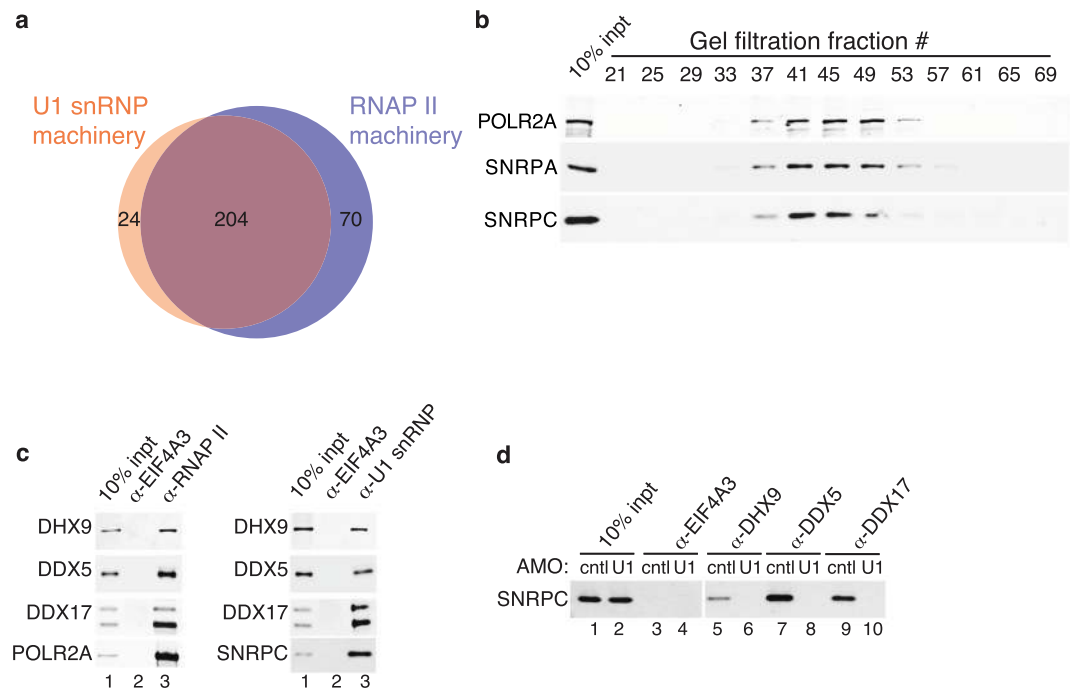 a
U1 snRNP
machinery
RNAP II
machinery
24
204
70
b
10% inpt
Gel filtration fraction #
21 25 29 33 37 41 45 49 53 57 61 65 69
POLR2A
SNRPA
SNRPC
c
10% inpt
α-EIF4A3
α-RNAP II
DHX9
DDX5
DDX17
POLR2A
1 2 3
10% inpt
α-EIF4A3
α-U1 snRNP
DHX9
DDX5
DDX17
SNRPC
1 2 3
d
10% inpt
α-EIF4A3
α-DHX9
α-DDX5
α-DDX17
AMO: cntl U1 cntl U1 cntl U1 cntl U1 cntl U1
SNRPC
1 2 3 4 5 6 7 8 9 10